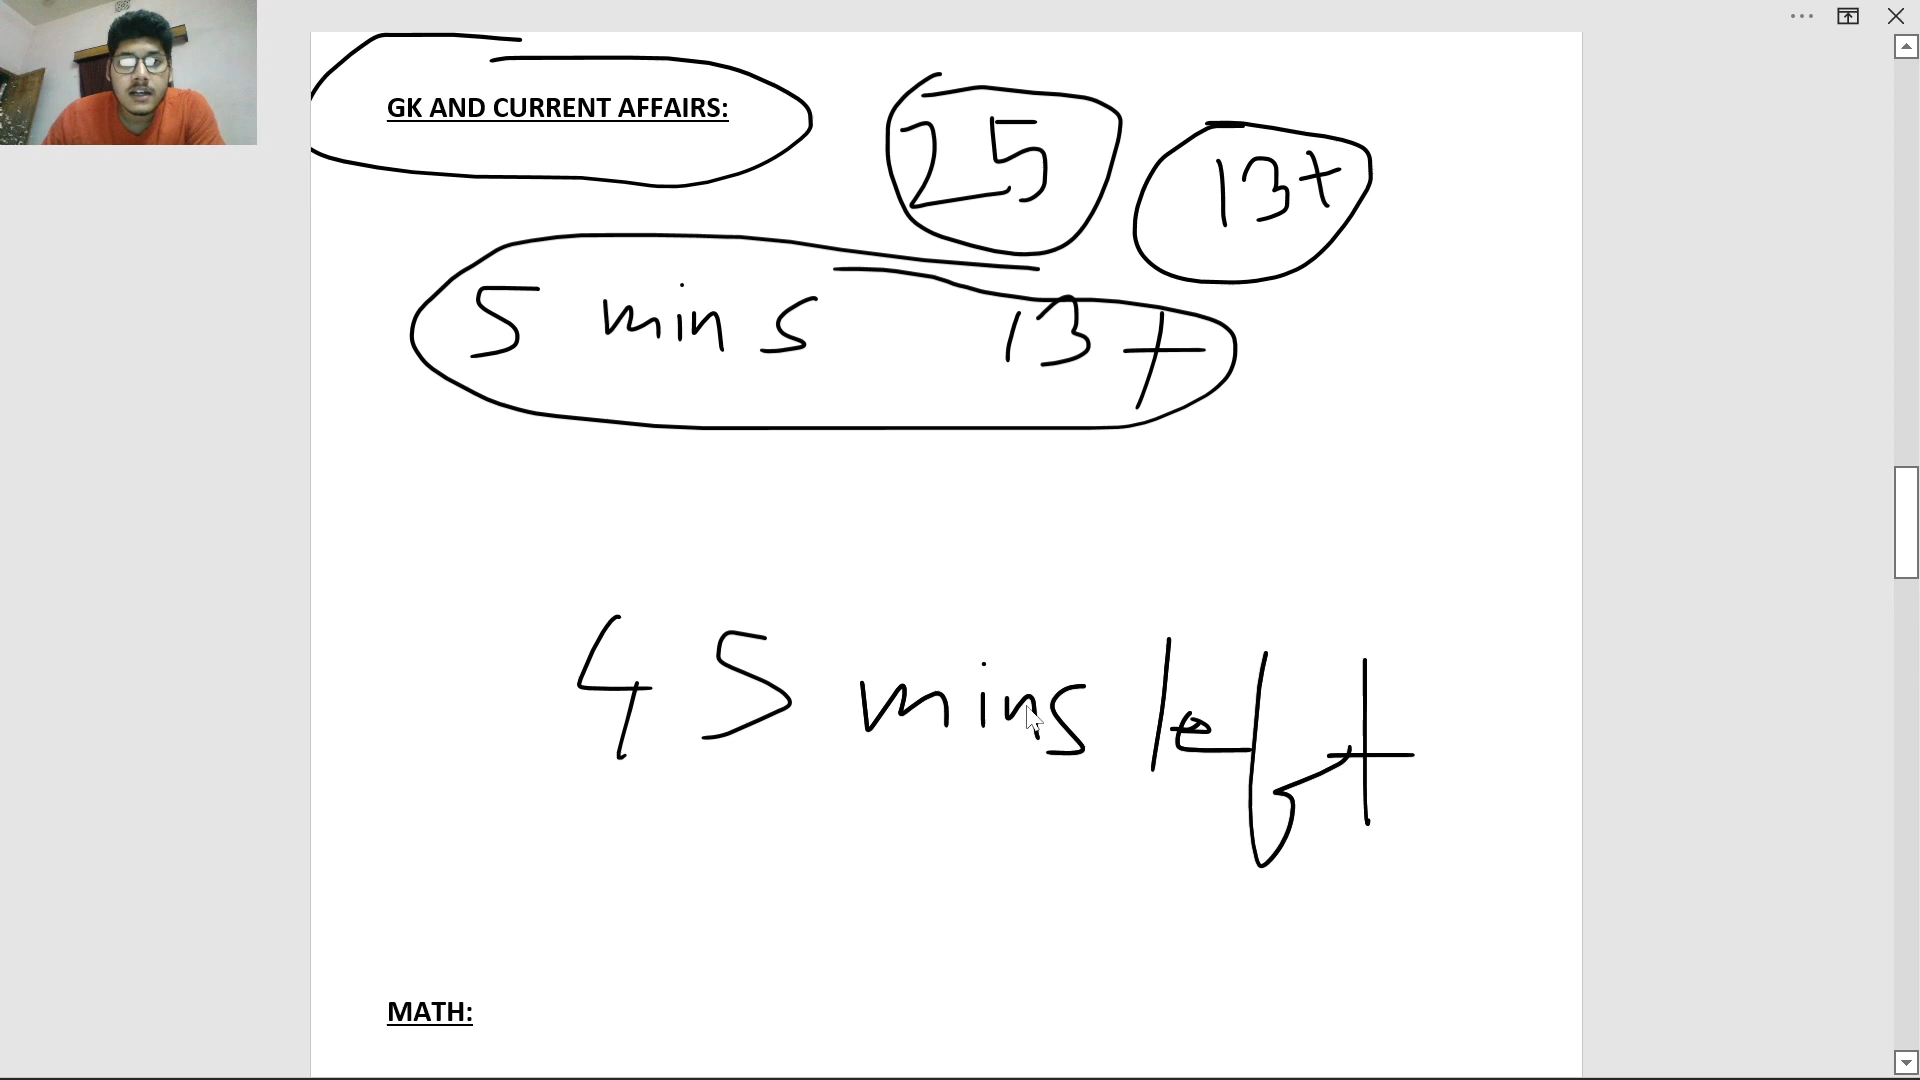 GK AND CURRENT AFFAIRS:
25
13+
5 mins 13+
45 mins left
MATH: